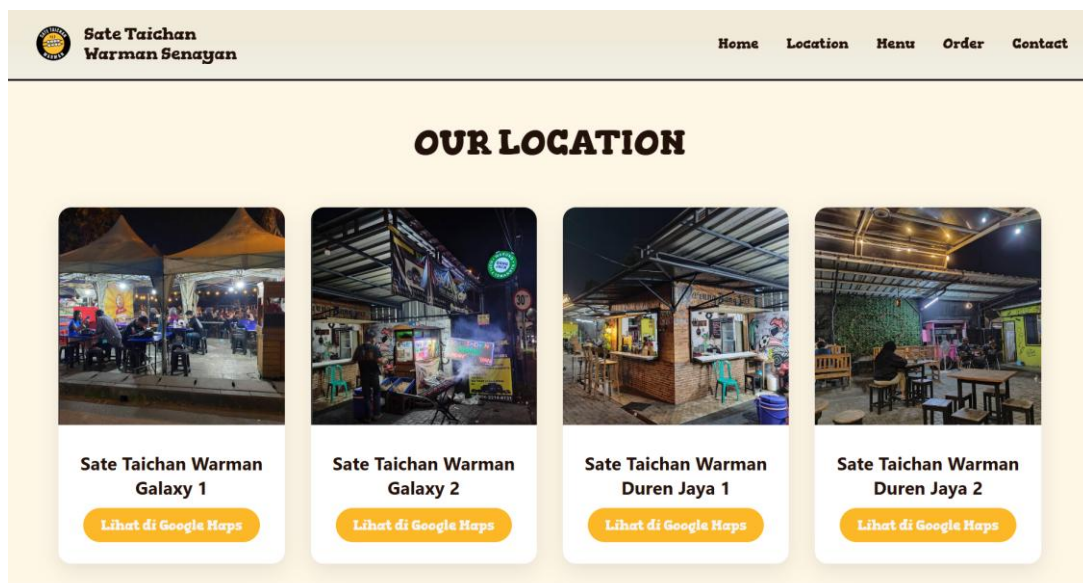 Sate Taichan
Warman Senayan
Home Location Menu Order Contact
OUR LOCATION
Sate Taichan Warman
Galaxy 1
Lihat di Google Maps
Sate Taichan Warman
Galaxy 2
Lihat di Google Maps
Sate Taichan Warman
Duren Jaya 1
Lihat di Google Maps
Sate Taichan Warman
Duren Jaya 2
Lihat di Google Maps